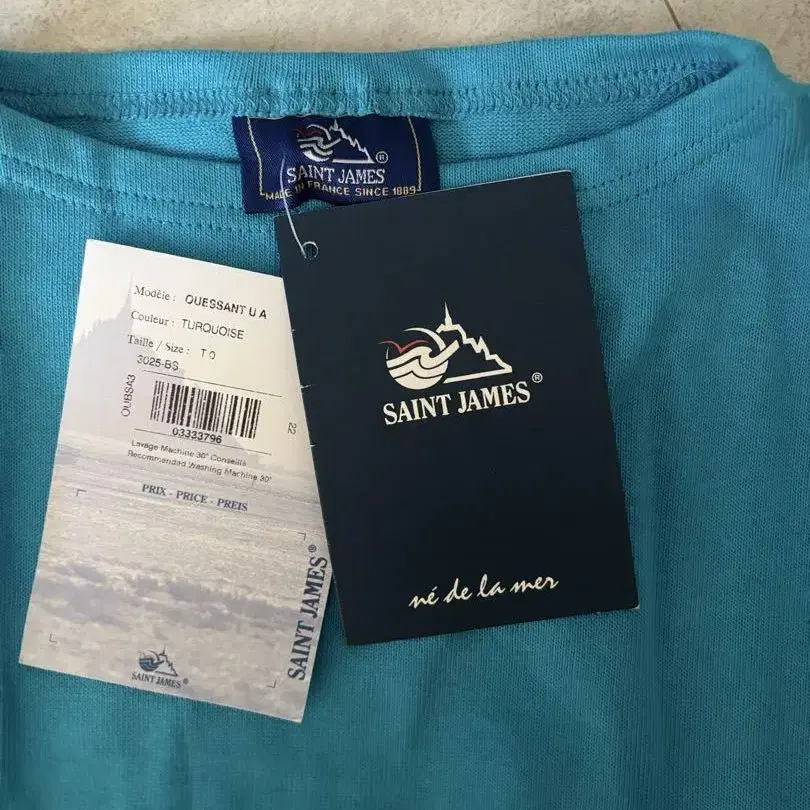 ®
SAINT JAMES
MADE IN FRANCE SINCE 1889
Modèle : OUESSANT U A
Couleur : TURQUOISE
Taille / Size : T 0
3025-BS
OUBSA3
22
03333796
Lavage Machine 30° Conseillé
Recommended Washing Machine 30°
PRIX - PRICE - PREIS
SAINT JAMES®
SAINT JAMES®
SAINT JAMES®
né de la mer